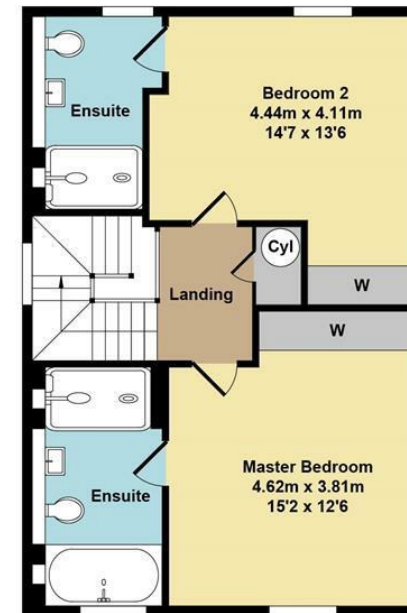 Ensuite
Bedroom 2
4.44m x 4.11m
14'7 x 13'6
Cyl
Landing
W
W
Master Bedroom
4.62m x 3.81m
15'2 x 12'6
Ensuite